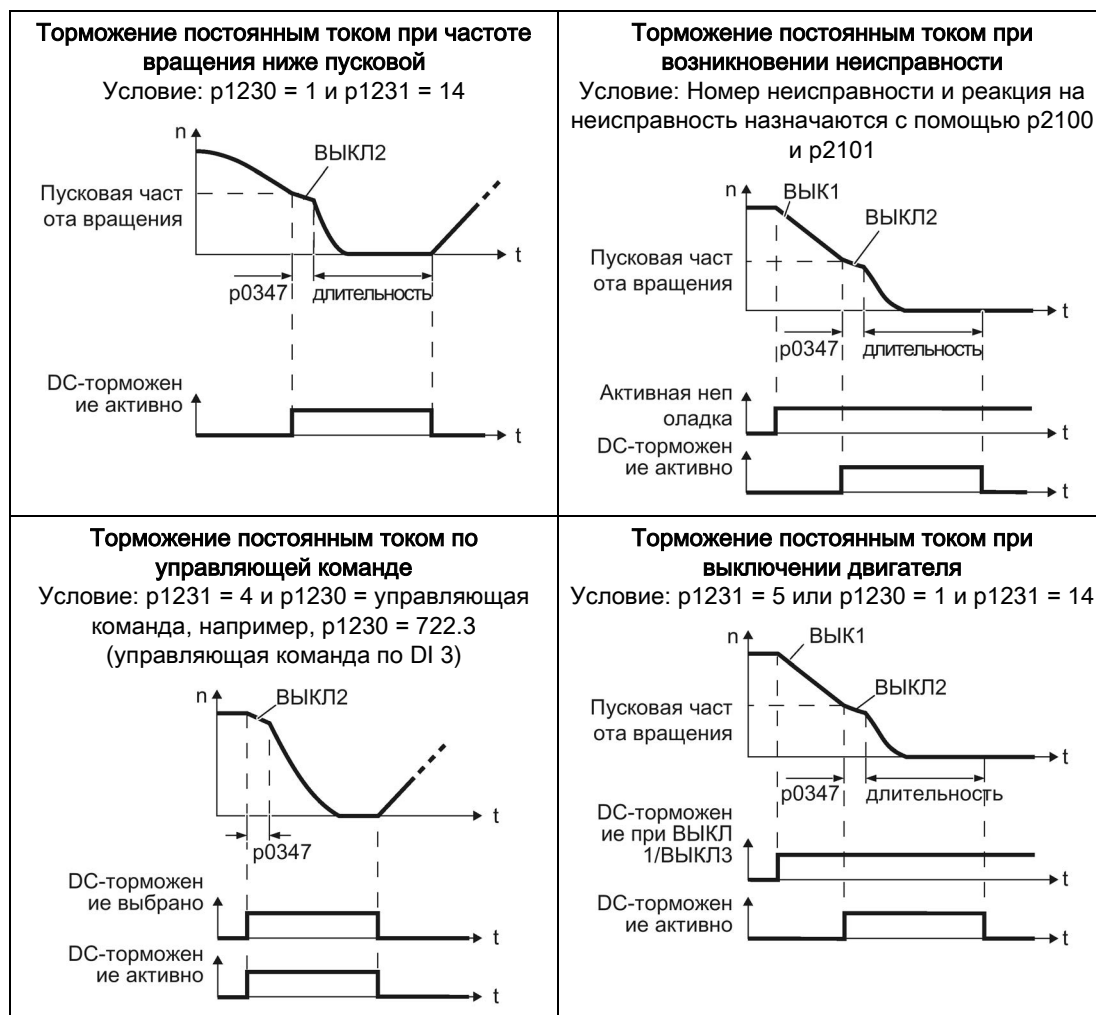 Торможение постоянным током при частоте
вращения ниже пусковой
Условие: p1230 = 1 и p1231 = 14
n
ВЫКЛ2
Пусковая част
ота вращения
t
p0347
длительность
DC-торможен
ие активно
t
Торможение постоянным током при
возникновении неисправности
Условие: Номер неисправности и реакция на
неисправность назначаются с помощью p2100
и p2101
n
ВЫК1
ВЫКЛ2
Пусковая част
ота вращения
t
p0347
длительность
Активная неп
оладка
t
DC-торможен
ие активно
t
Торможение постоянным током по
управляющей команде
Условие: p1231 = 4 и p1230 = управляющая
команда, например, p1230 = 722.3
(управляющая команда по DI 3)
n
ВЫКЛ2
t
p0347
DC-торможен
ие выбрано
t
DC-торможен
ие активно
t
Торможение постоянным током при
выключении двигателя
Условие: p1231 = 5 или p1230 = 1 и p1231 = 14
n
ВЫК1
ВЫКЛ2
Пусковая част
ота вращения
t
p0347
длительность
DC-торможен
ие при ВЫКЛ
1/ВЫКЛ3
t
DC-торможен
ие активно
t